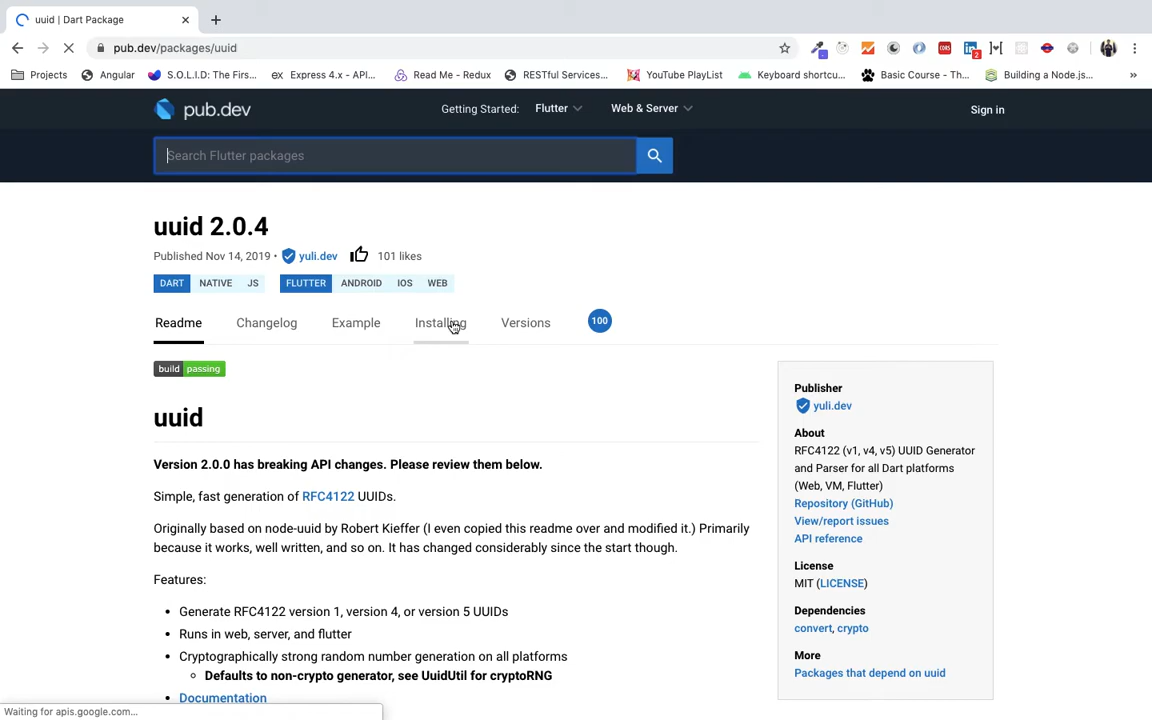 uuid | Dart Package
pub.dev/packages/uuid
CORS
2
Projects Angular S.O.L.I.D: The Firs... ex Express 4.x - API... Read Me - Redux RESTful Services... YouTube PlayList Keyboard shortcu... Basic Course - Th... Building a Node.js... »
pub.dev Getting Started: Flutter Web & Server Sign in
Search Flutter packages
uuid 2.0.4
Published Nov 14, 2019 • yuli.dev 101 likes
DART NATIVE JS FLUTTER ANDROID IOS WEB
Readme Changelog Example Installing Versions 100
build passing
uuid
Version 2.0.0 has breaking API changes. Please review them below.
Simple, fast generation of RFC4122 UUIDs.
Originally based on node-uuid by Robert Kieffer (I even copied this readme over and modified it.) Primarily
because it works, well written, and so on. It has changed considerably since the start though.
Features:
• Generate RFC4122 version 1, version 4, or version 5 UUIDs
• Runs in web, server, and flutter
• Cryptographically strong random number generation on all platforms
Defaults to non-crypto generator, see UuidUtil for cryptoRNG
• Documentation
Publisher
yuli.dev
About
RFC4122 (v1, v4, v5) UUID Generator
and Parser for all Dart platforms
(Web, VM, Flutter)
Repository (GitHub)
View/report issues
API reference
License
MIT (LICENSE)
Dependencies
convert, crypto
More
Packages that depend on uuid
Waiting for apis.google.com...